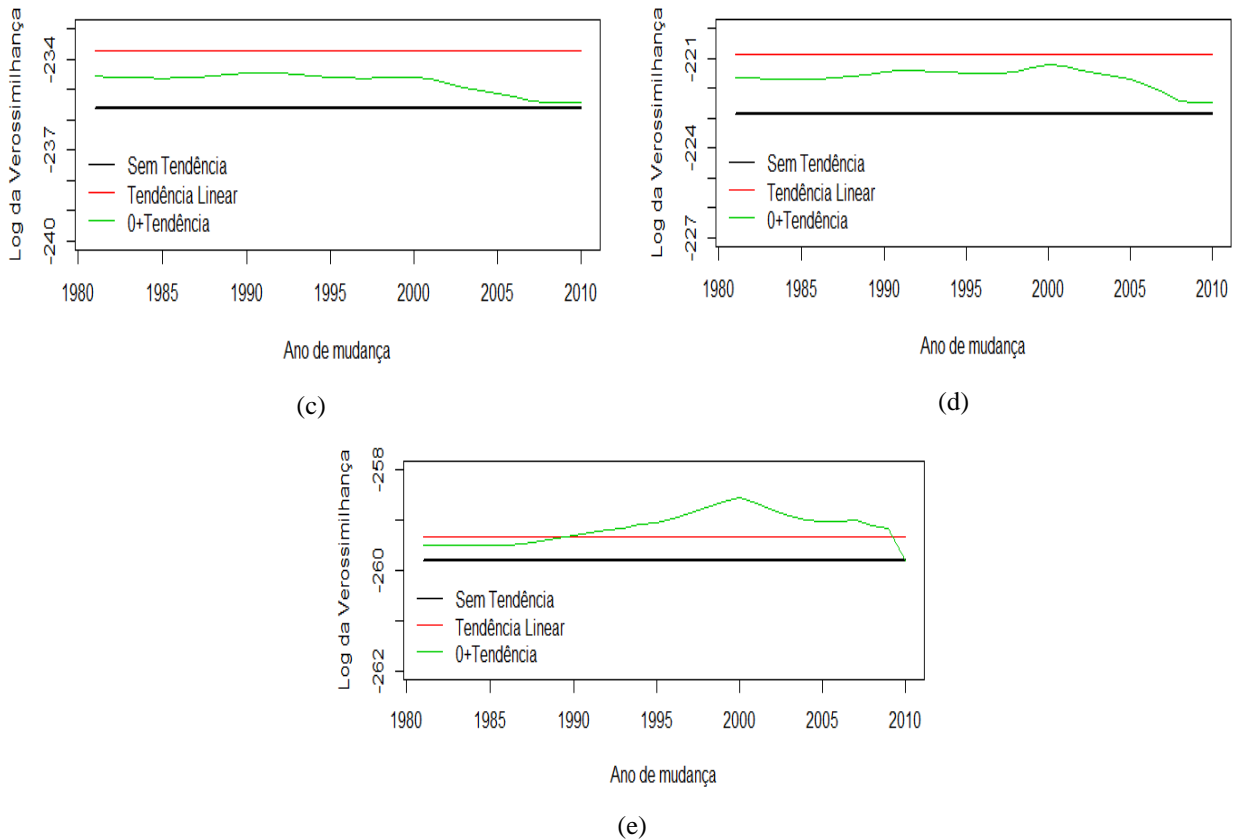 Log da Verossimilhança
-234
-237
-240
Sem Tendência
Tendência Linear
0+Tendência
1980 1985 1990 1995 2000 2005 2010
Ano de mudança
(c)
Log da Verossimilhança
-221
-224
-227
Sem Tendência
Tendência Linear
0+Tendência
1980 1985 1990 1995 2000 2005 2010
Ano de mudança
(d)
Log da Verossimilhança
-258
-260
-262
Sem Tendência
Tendência Linear
0+Tendência
1980 1985 1990 1995 2000 2005 2010
Ano de mudança
(e)